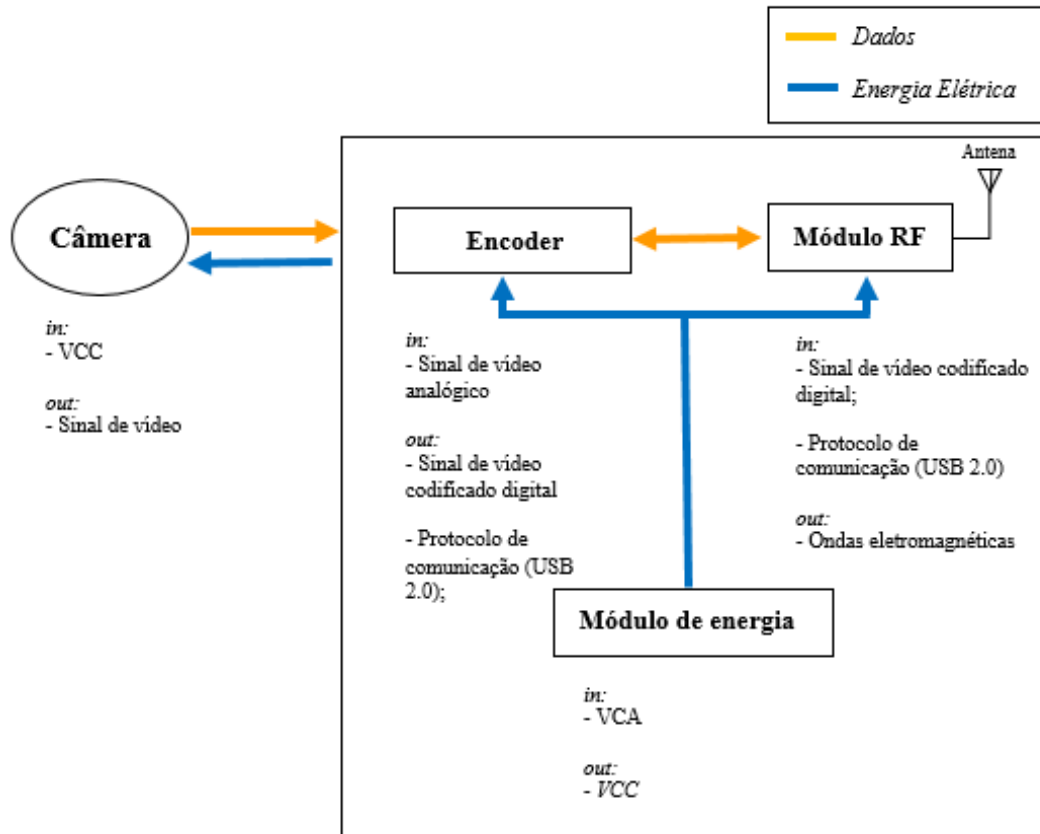 Dados
Energia Elétrica
Antena
Câmera
Encoder
Módulo RF
in:
- VCC
out:
- Sinal de vídeo
in:
- Sinal de vídeo
analógico
out:
- Sinal de vídeo
codificado digital
- Protocolo de
comunicação (USB
2.0);
in:
- Sinal de vídeo codificado
digital;
- Protocolo de
comunicação (USB 2.0)
out:
- Ondas eletromagnéticas
Módulo de energia
in:
- VCA
out:
- VCC